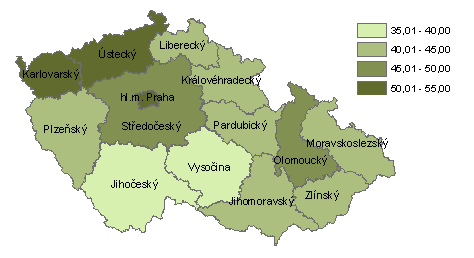 35,01 - 40,00
40,01 - 45,00
45,01 - 50,00
50,01 - 55,00
Ústecký
Liberecký
Karlovarský
Královéhradecký
hl.m. Praha
Plzeňský
Středočeský
Pardubický
Moravskoslezský
Vysočina
Olomoucký
Jihočeský
Zlínský
Jihomoravský